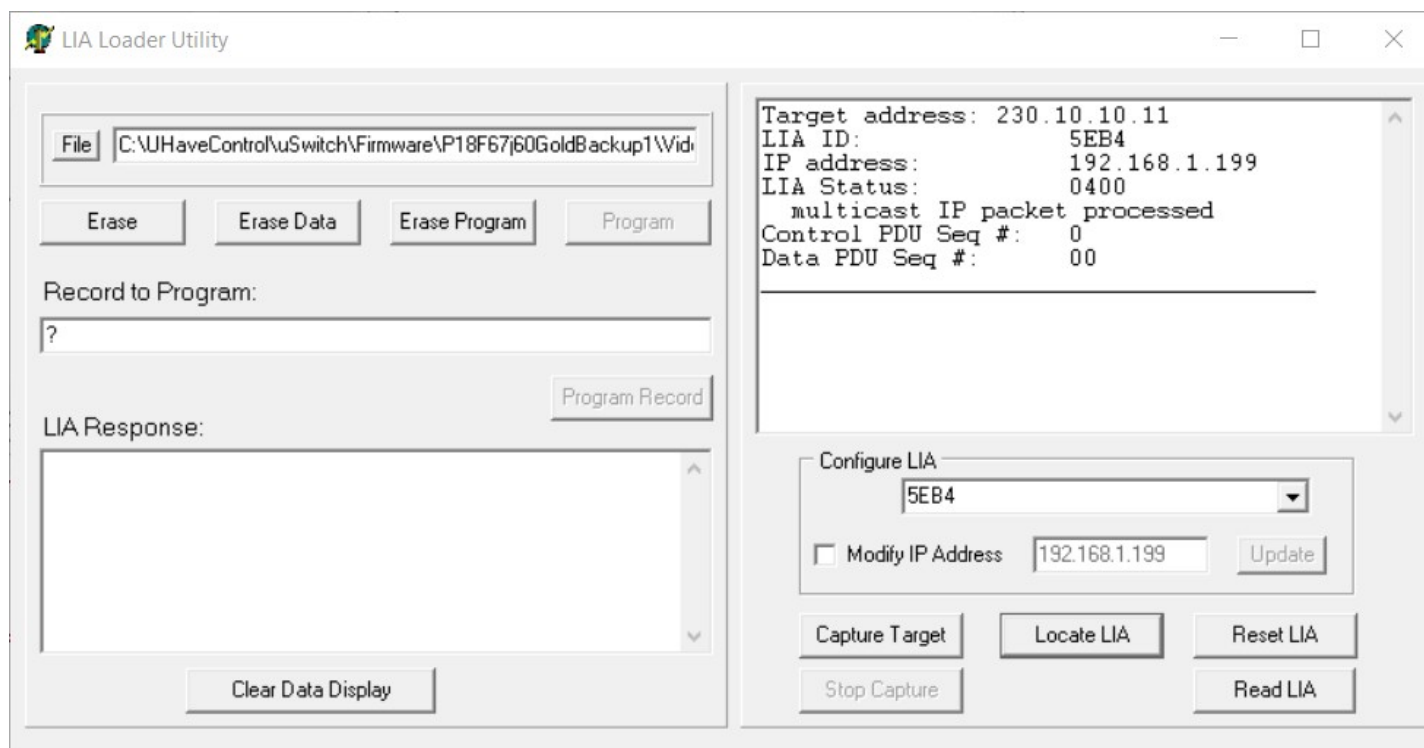 LIA Loader Utility
File C:\UHaveControl\uSwitch\Firmware\P18F67j60GoldBackup1\Vid
Erase Erase Data Erase Program Program
Record to Program:
?
Program Record
LIA Response:
Clear Data Display
Target address: 230.10.10.11
LIA ID: 5EB4
IP address: 192.168.1.199
LIA Status: 0400
multicast IP packet processed
Control PDU Seq #: 0
Data PDU Seq #: 00
Configure LIA
5EB4
Modify IP Address 192.168.1.199 Update
Capture Target Locate LIA Reset LIA
Stop Capture Read LIA